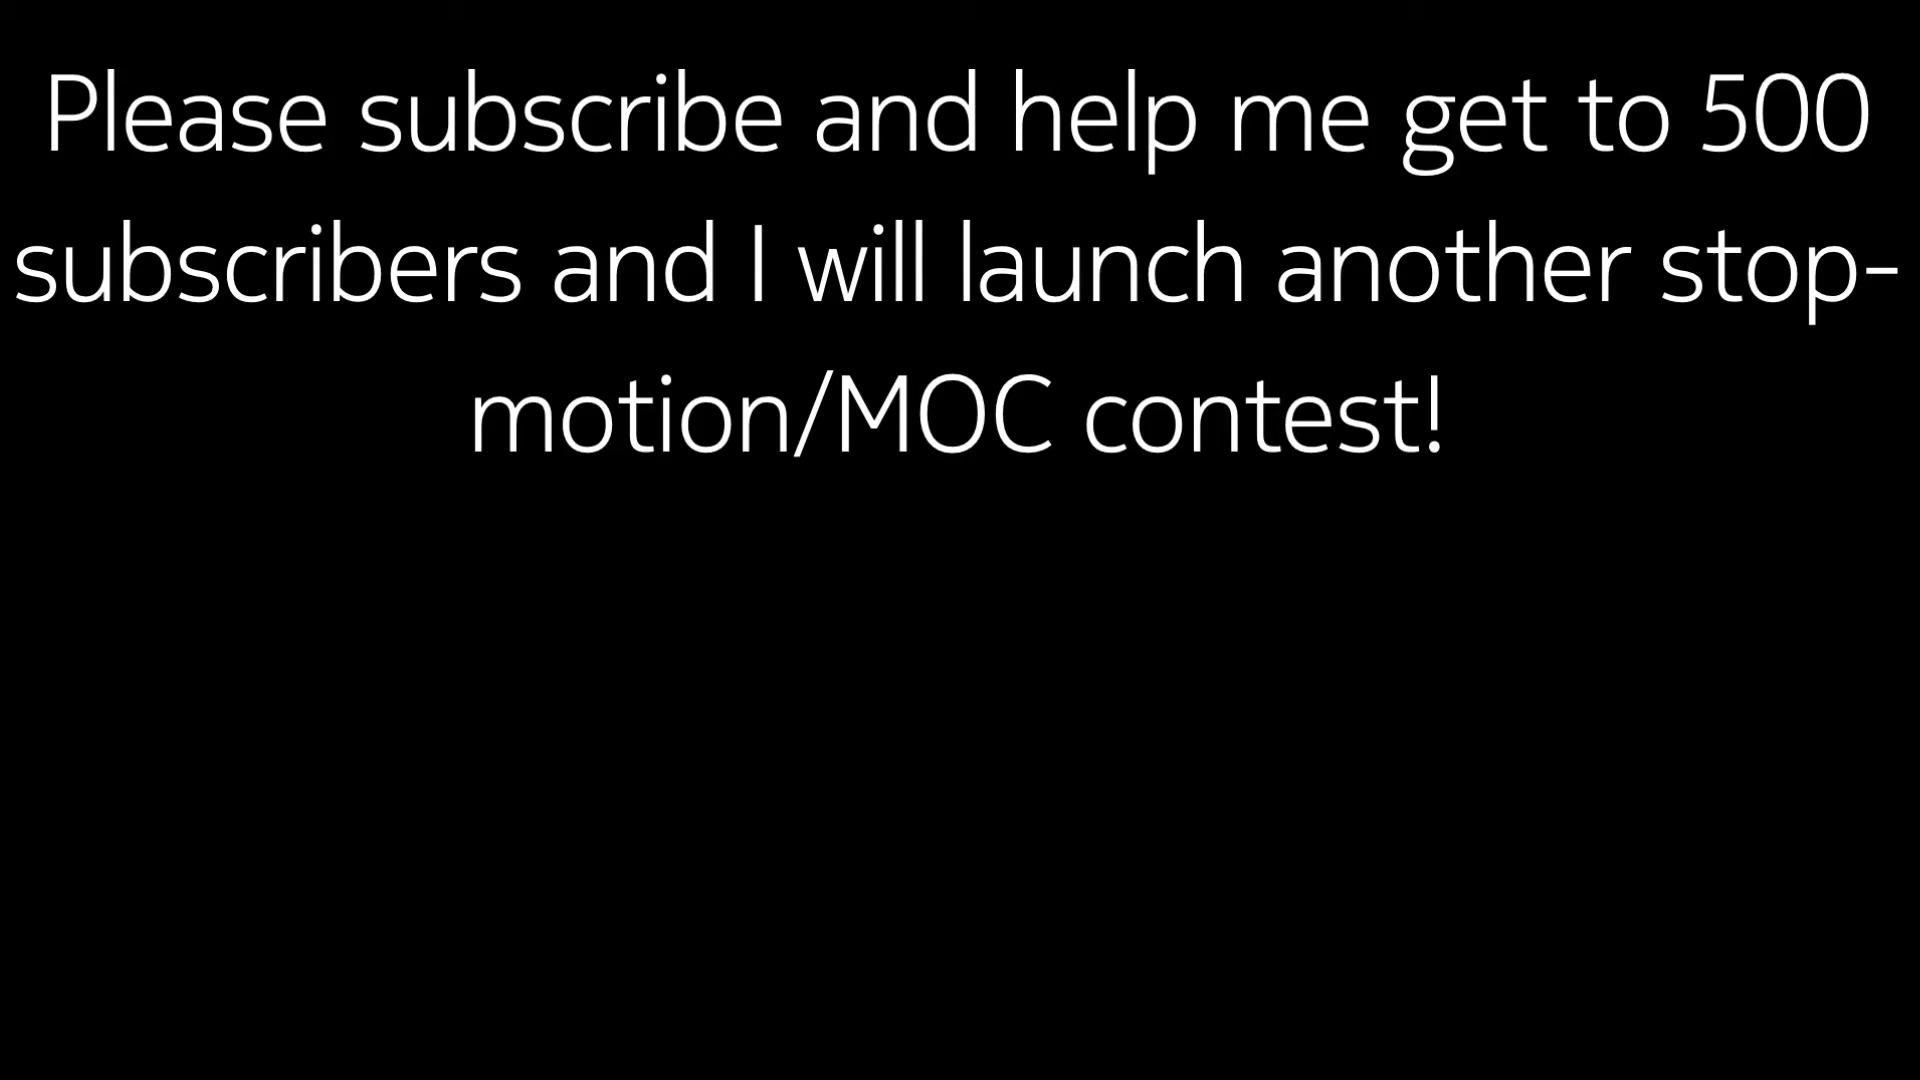 Please subscribe and help me get to 500
subscribers and I will launch another stop-
motion/MOC contest!